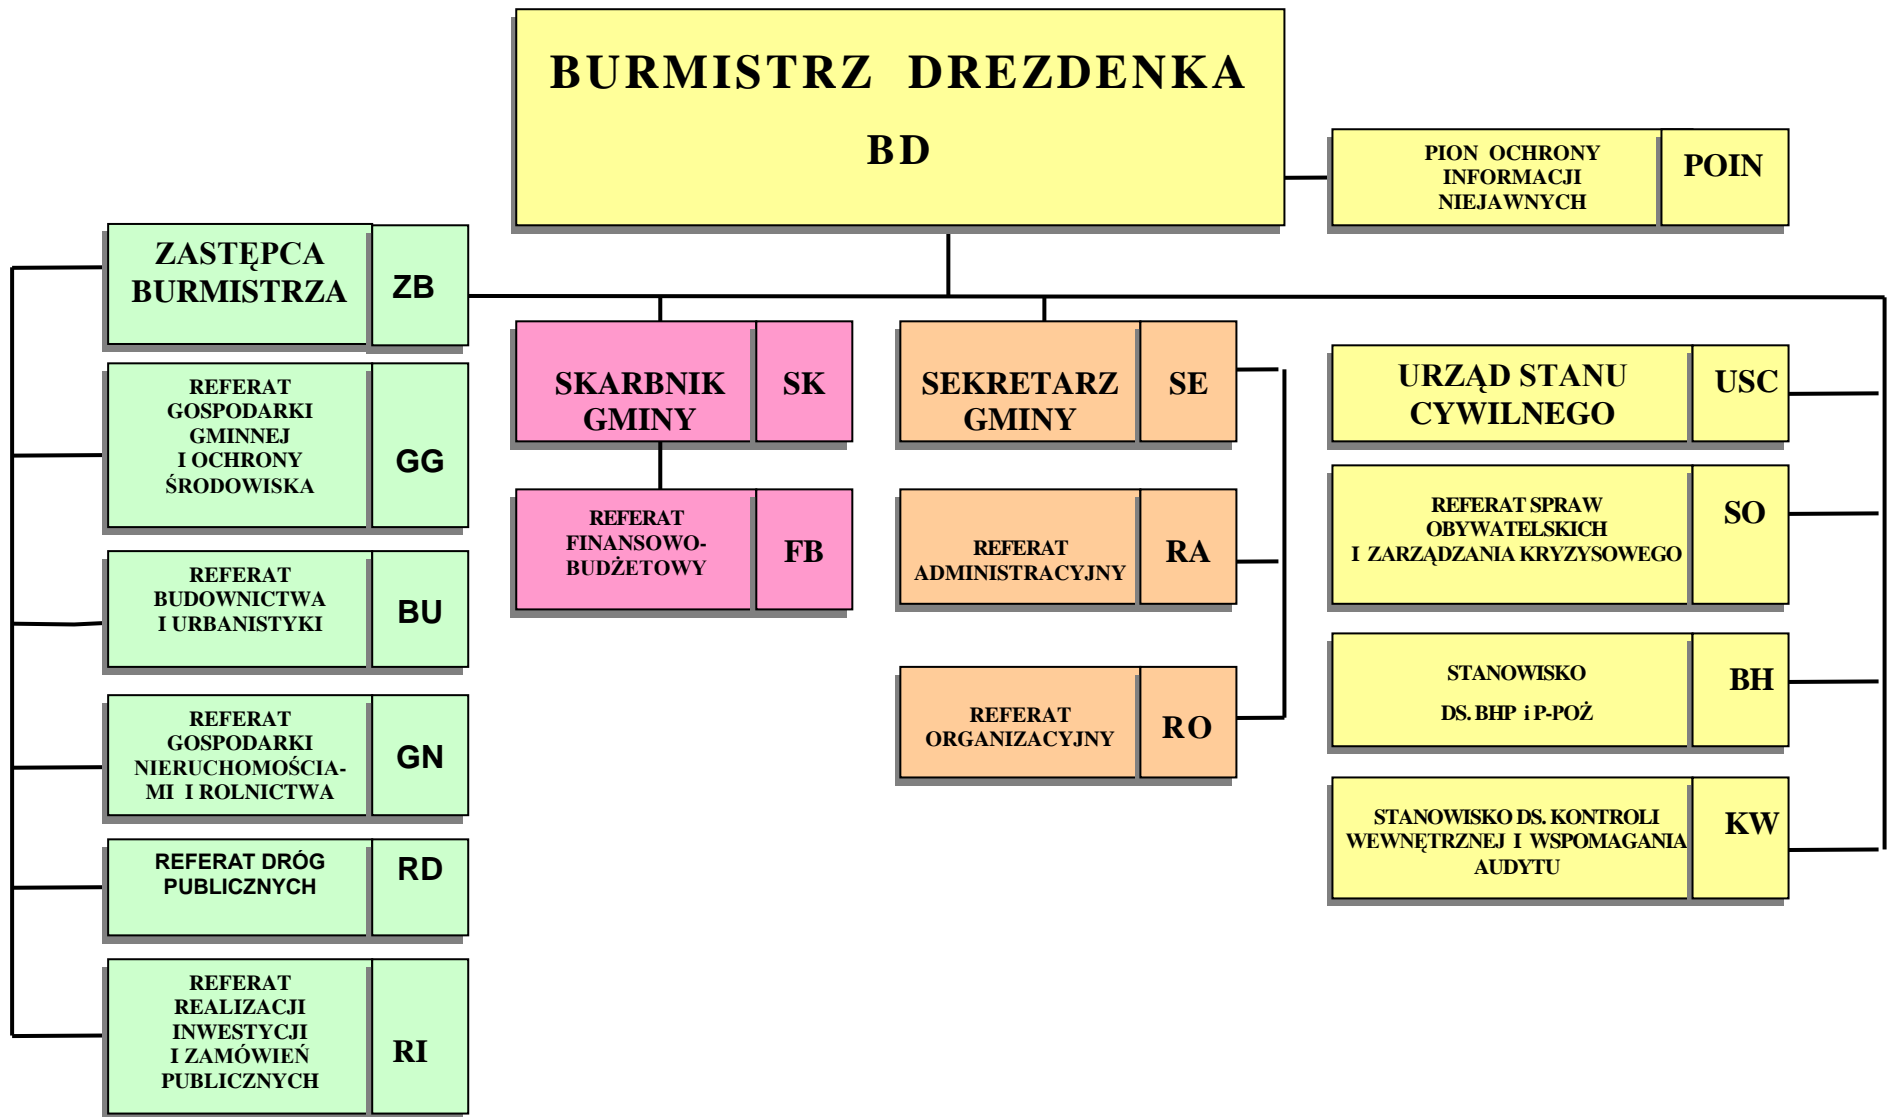 BURMISTRZ DREZDENKA
BD
PION OCHRONY
INFORMACJI
NIEJAWNYCH
POIN
ZASTĘPCA
BURMISTRZA
ZB
REFERAT
GOSPODARKI
GMINNEJ
I OCHRONY
ŚRODOWISKA
GG
REFERAT
BUDOWNICTWA
I URBANISTYKI
BU
REFERAT
GOSPODARKI
NIERUCHOMOŚCIA-
MI I ROLNICTWA
GN
REFERAT DRÓG
PUBLICZNYCH
RD
REFERAT
REALIZACJI
INWESTYCJI
I ZAMÓWIEŃ
PUBLICZNYCH
RI
SKARBNIK
GMINY
SK
REFERAT
FINANSOWO-
BUDŻETOWY
FB
SEKRETARZ
GMINY
SE
REFERAT
ADMINISTRACYJNY
RA
REFERAT
ORGANIZACYJNY
RO
URZĄD STANU
CYWILNEGO
USC
REFERAT SPRAW
OBYWATELSKICH
I ZARZĄDZANIA KRYZYSOWEGO
SO
STANOWISKO
DS. BHP i P-POŻ
BH
STANOWISKO DS. KONTROLI
WEWNĘTRZNEJ I WSPOMAGANIA
AUDYTU
KW